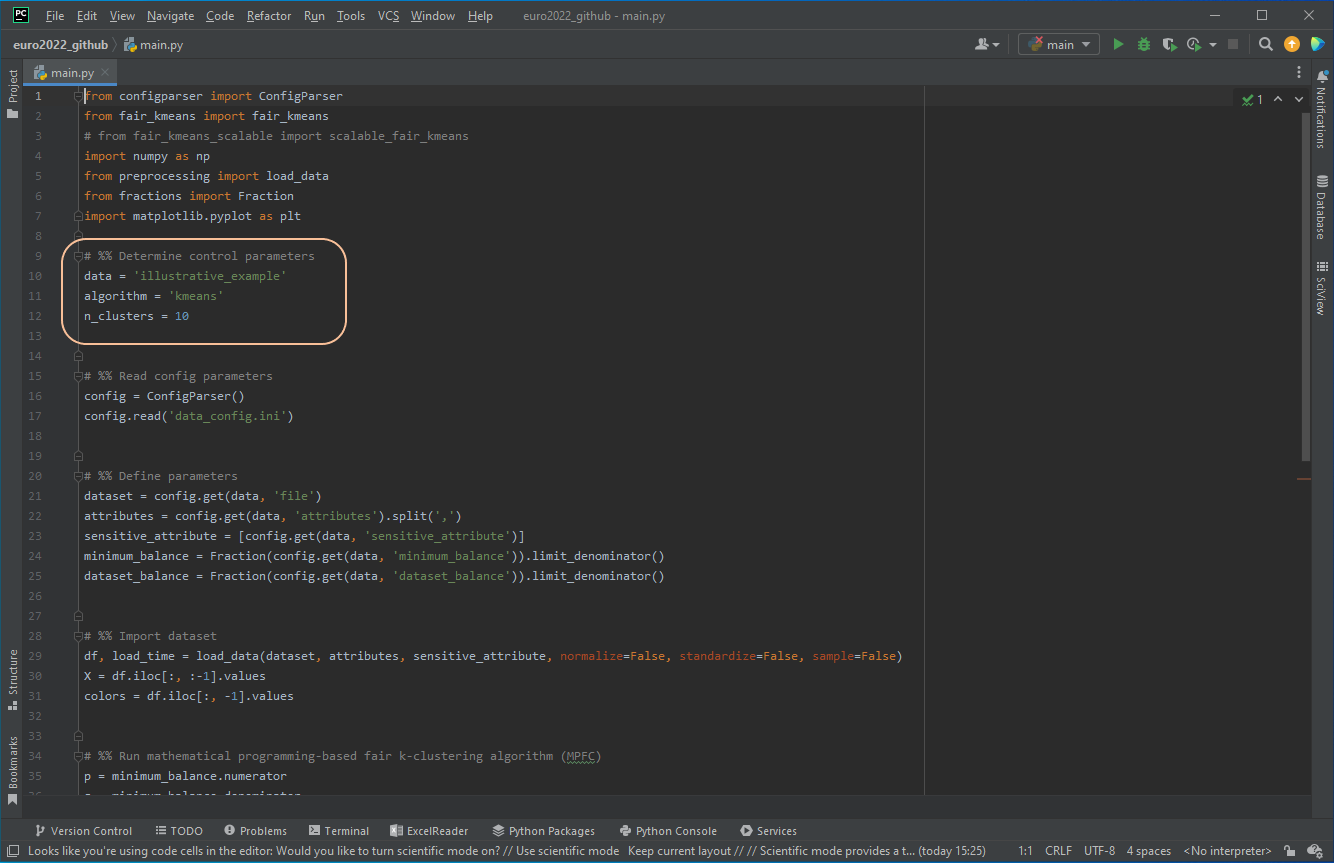 PC File Edit View Navigate Code Refactor Run Tools VCS Window Help euro2022_github - main.py
euro2022_github main.py main
Project
main.py
1 from configparser import ConfigParser
2 from fair_kmeans import fair_kmeans
3 # from fair_kmeans_scalable import scalable_fair_kmeans
4 import numpy as np
5 from preprocessing import load_data
6 from fractions import Fraction
7 import matplotlib.pyplot as plt
8
9 # %% Determine control parameters
10 data = 'illustrative_example'
11 algorithm = 'kmeans'
12 n_clusters = 10
13
14
15 # %% Read config parameters
16 config = ConfigParser()
17 config.read('data_config.ini')
18
19
20 # %% Define parameters
21 dataset = config.get(data, 'file')
22 attributes = config.get(data, 'attributes').split(',')
23 sensitive_attribute = [config.get(data, 'sensitive_attribute')]
24 minimum_balance = Fraction(config.get(data, 'minimum_balance')).limit_denominator()
25 dataset_balance = Fraction(config.get(data, 'dataset_balance')).limit_denominator()
26
27
28 # %% Import dataset
29 df, load_time = load_data(dataset, attributes, sensitive_attribute, normalize=False, standardize=False, sample=False)
30 X = df.iloc[:, :-1].values
31 colors = df.iloc[:, -1].values
32
33
34 # %% Run mathematical programming-based fair k-clustering algorithm (MPFC)
35 p = minimum_balance.numerator
1
Notifications
Database
SciView
Structure
Bookmarks
Version Control TODO Problems Terminal ExcelReader Python Packages Python Console Services
Looks like you're using code cells in the editor: Would you like to turn scientific mode on? // Use scientific mode Keep current layout // // Scientific mode provides a t... (today 15:25) 1:1 CRLF UTF-8 4 spaces <No interpreter>